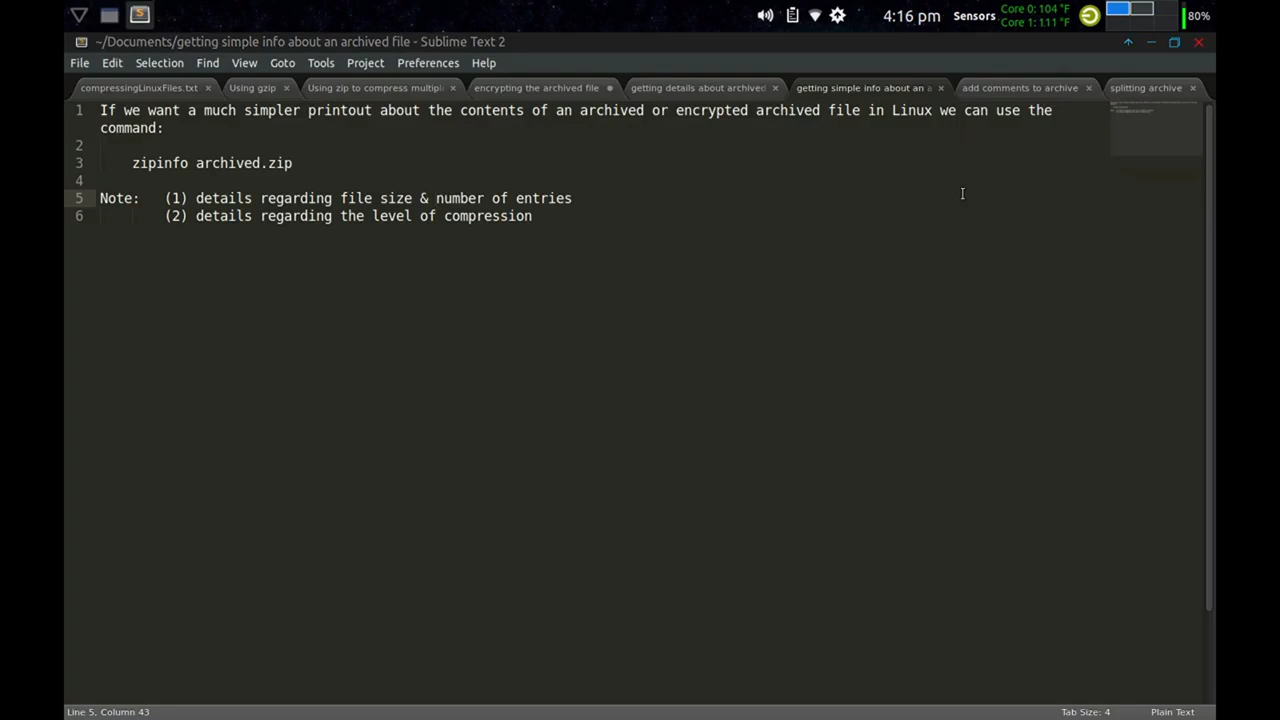 4:16 pm Sensors Core 0: 104 °F 80%
Core 1: 111 °F
~/Documents/getting simple info about an archived file - Sublime Text 2
File Edit Selection Find View Goto Tools Project Preferences Help
compressingLinuxFiles.txt × Using gzip × Using zip to compress multipl × encrypting the archived file getting details about archived × getting simple info about an a × add comments to archive × splitting archive ×
1 If we want a much simpler printout about the contents of an archived or encrypted archived file in Linux we can use the
command:
2
3 zipinfo archived.zip
4
5 Note: (1) details regarding file size & number of entries
6 (2) details regarding the level of compression
Line 5, Column 43 Tab Size: 4 Plain Text